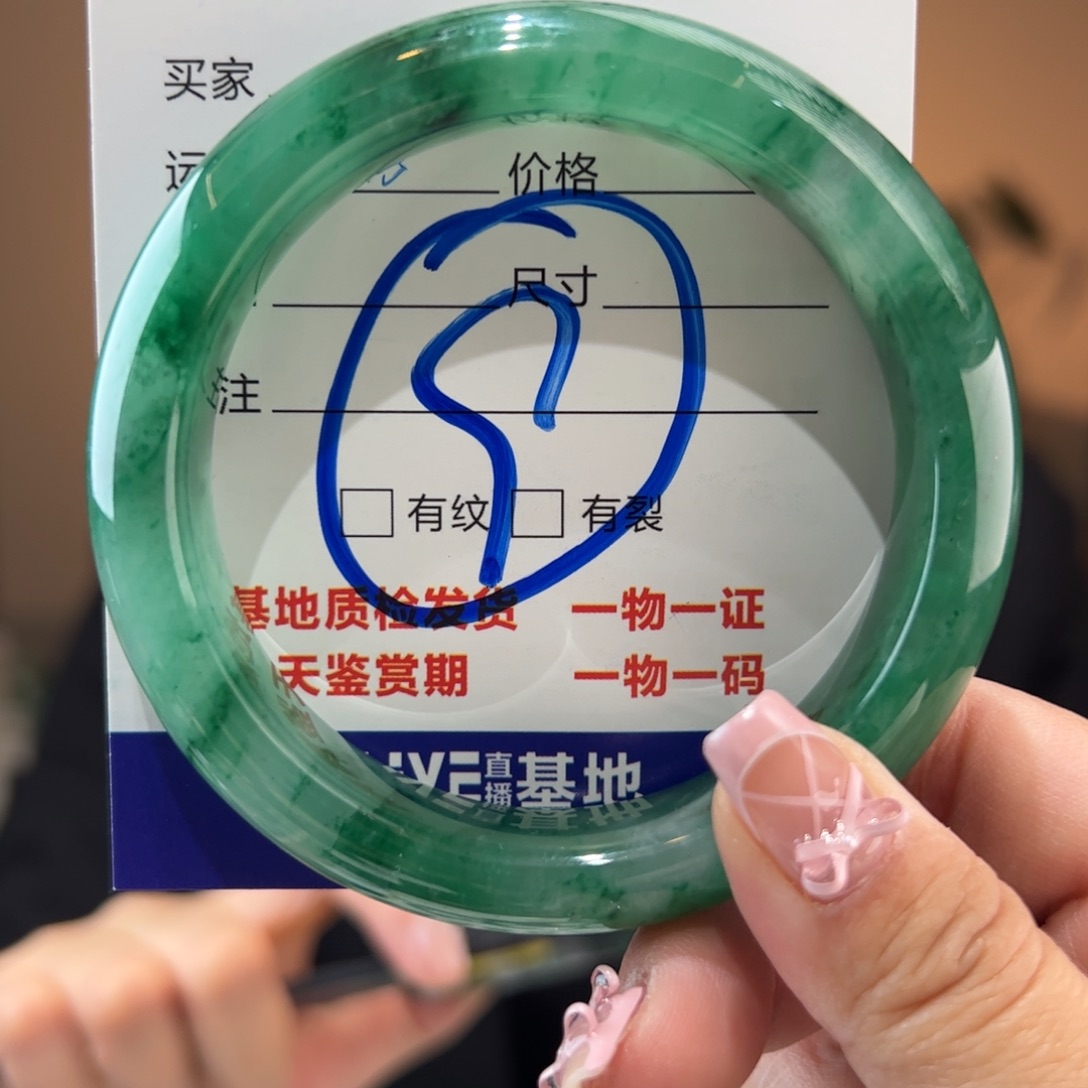 买家
运 价格
尺寸
注
□ 有纹 □ 有裂
基地质检发货 一物一证
天鉴赏期 一物一码
直播基地